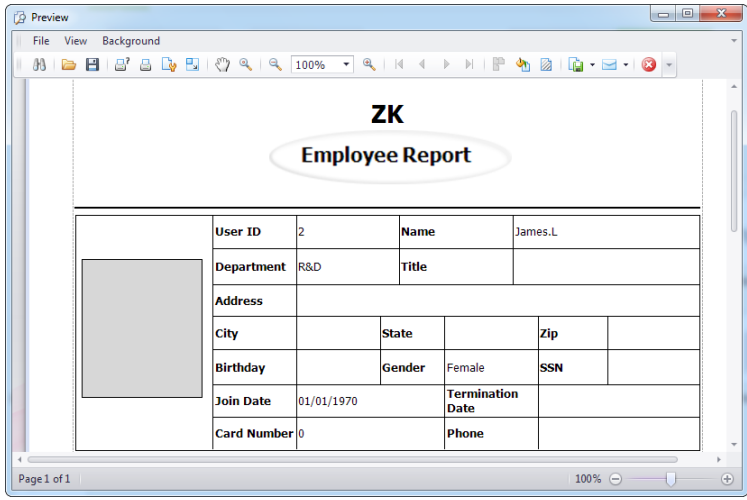 Preview
File View Background
100%
ZK
Employee Report
User ID 2 Name James.L
Department R&D Title
Address
City State Zip
Birthday Gender Female SSN
Join Date 01/01/1970 Termination Date
Card Number 0 Phone
Page 1 of 1 100%